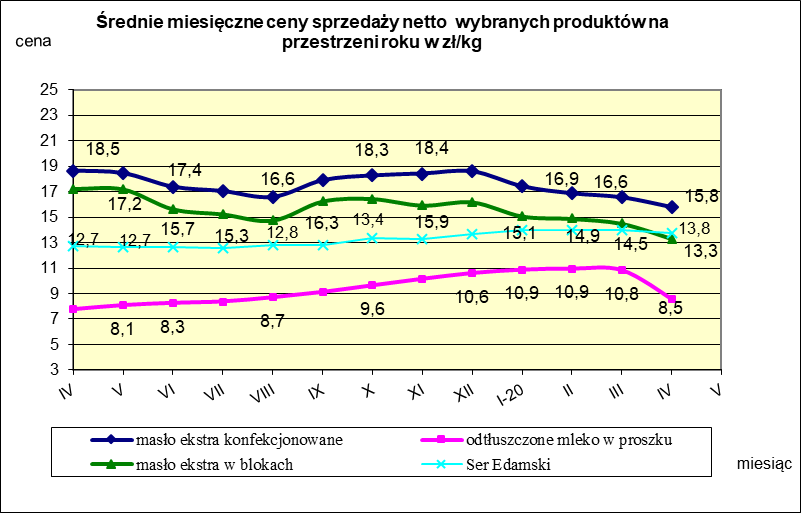 Średnie miesięczne ceny sprzedaży netto wybranych produktów na
przestrzeni roku w zł/kg
cena
25
23
21
19
17
15
13
11
9
7
5
3
18,5
17,4
16,6
18,3
18,4
16,9
16,6
15,8
17,2
15,7
15,3
16,3
15,9
15,1
14,9
14,5
13,3
12,7
12,7
12,8
13,4
13,8
8,1
8,3
8,7
9,6
10,6
10,9
10,9
10,8
8,5
IV
V
VI
VII
VIII
IX
X
XI
XII
I-20
II
III
IV
V
masło ekstra konfekcjonowane
odtłuszczone mleko w proszku
masło ekstra w blokach
Ser Edamski
miesiąc